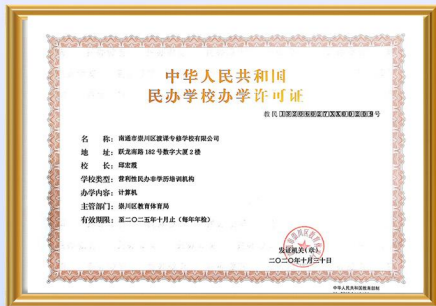 中华人民共和国
民办学校办学许可证
教民
名 称：南通市崇川区渡课专修学校有限公司
地 址：跃龙南路182号数字大厦2楼
校 长：邱宏霞
学校类型：营利性民办非学历培训机构
办学内容：计算机
主管部门：崇川区教育体育局
有效期限：至二〇二五年十月止（每年年检）
发证机关（章）
二〇二〇年十月三十日
中华人民共和国教育部制